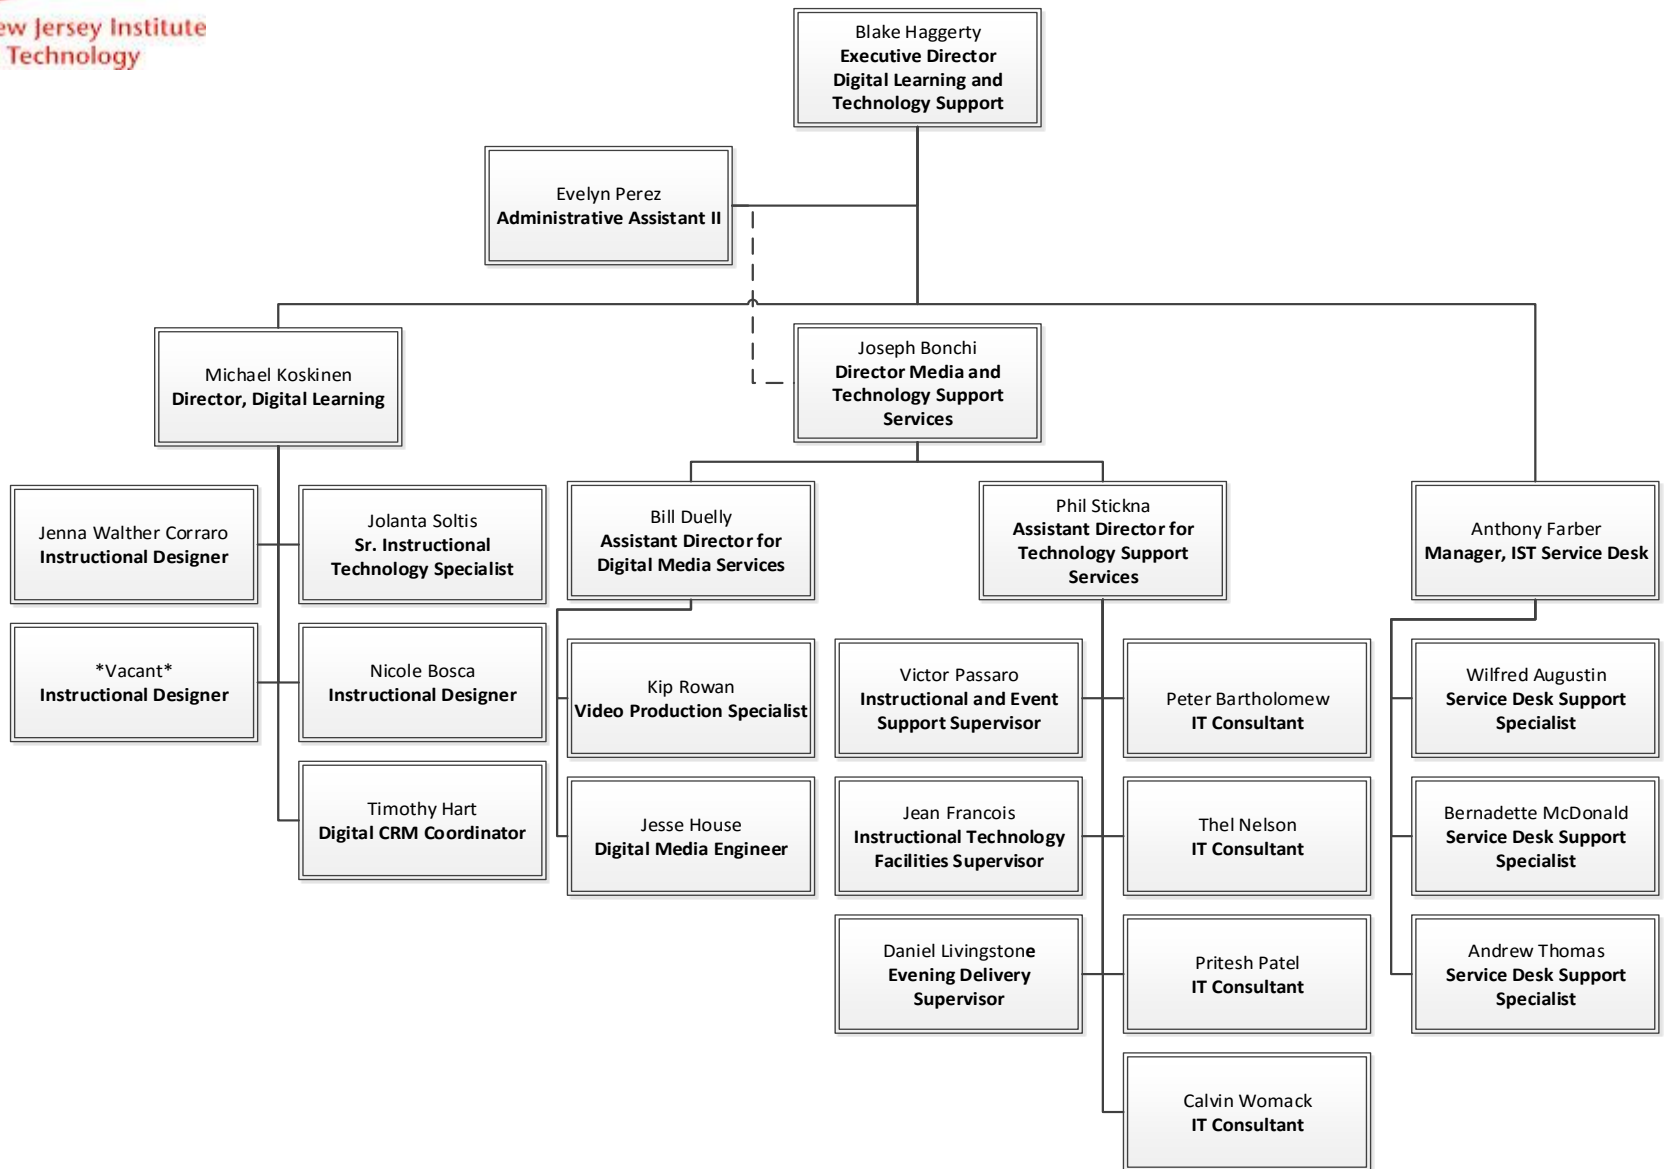 ew Jersey Institute
Technology
Blake Haggerty
Executive Director
Digital Learning and
Technology Support
Evelyn Perez
Administrative Assistant II
Michael Koskinen
Director, Digital Learning
Joseph Bonchi
Director Media and
Technology Support
Services
Jenna Walther Corraro
Instructional Designer
Jolanta Soltis
Sr. Instructional
Technology Specialist
Bill Duelly
Assistant Director for
Digital Media Services
Phil Stickna
Assistant Director for
Technology Support
Services
Anthony Farber
Manager, IST Service Desk
*Vacant*
Instructional Designer
Nicole Bosca
Instructional Designer
Kip Rowan
Video Production Specialist
Victor Passaro
Instructional and Event
Support Supervisor
Peter Bartholomew
IT Consultant
Wilfred Augustin
Service Desk Support
Specialist
Timothy Hart
Digital CRM Coordinator
Jesse House
Digital Media Engineer
Jean Francois
Instructional Technology
Facilities Supervisor
Thel Nelson
IT Consultant
Bernadette McDonald
Service Desk Support
Specialist
Daniel Livingstone
Evening Delivery
Supervisor
Pritesh Patel
IT Consultant
Andrew Thomas
Service Desk Support
Specialist
Calvin Womack
IT Consultant